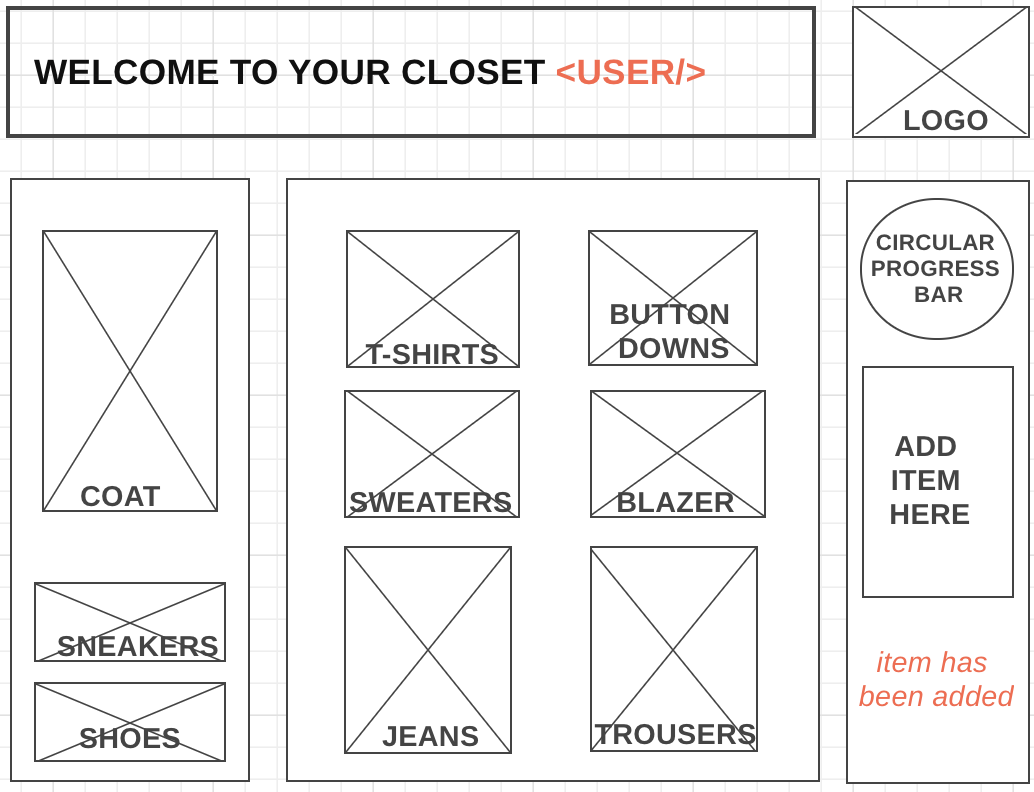 WELCOME TO YOUR CLOSET <USER/>
LOGO
COAT
SNEAKERS
SHOES
T-SHIRTS
BUTTON
DOWNS
SWEATERS
BLAZER
JEANS
TROUSERS
CIRCULAR
PROGRESS
BAR
ADD
ITEM
HERE
item has
been added